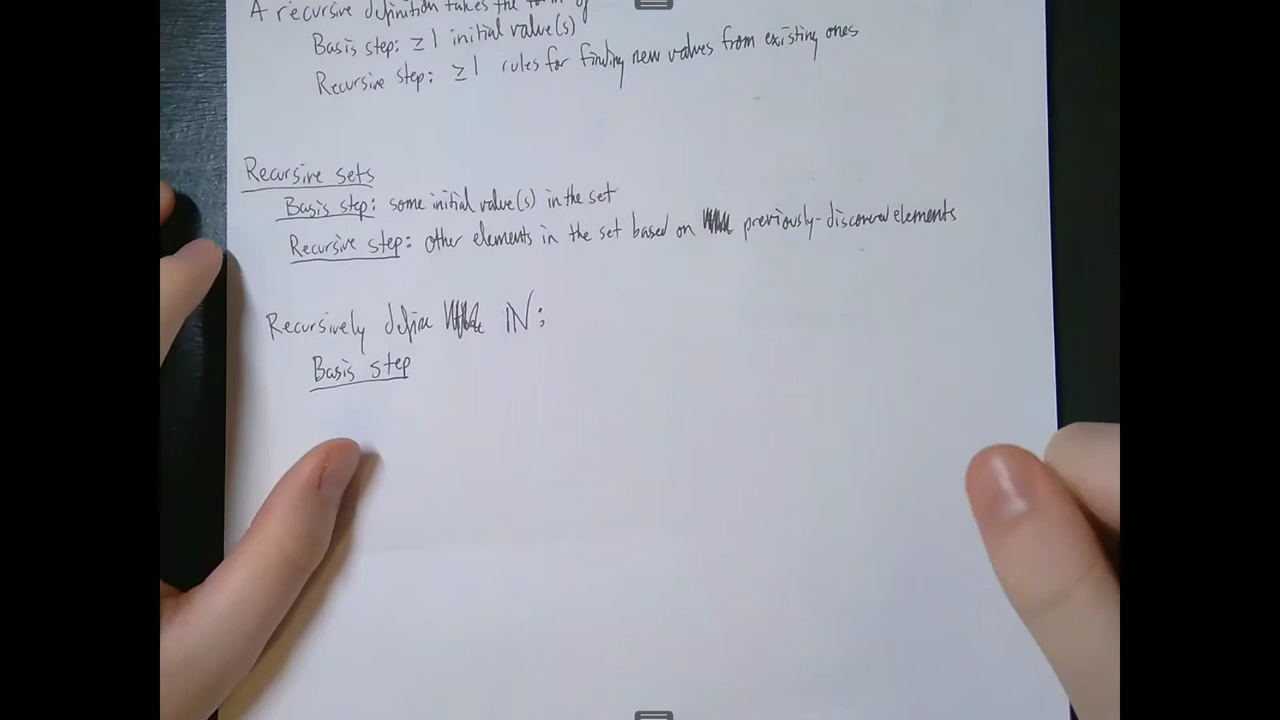 A recursive definition takes the form of
Basis step: ≥1 initial value(s)
Recursive step: ≥1 rules for finding new values from existing ones
Recursive sets
Basis step: some initial value(s) in the set
Recursive step: other elements in the set based on previously-discovered elements
Recursively define ℕ:
Basis step